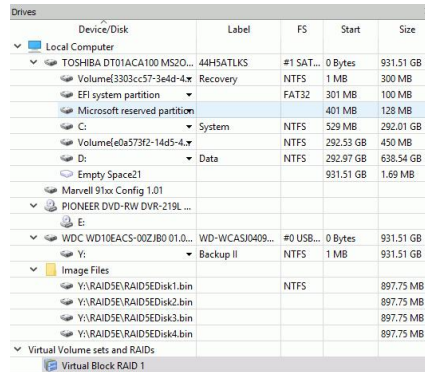 Drives
Device/Disk Label FS Start Size
Local Computer
TOSHIBA DT01ACA100 MS2O... 44H5ATLKS #1 SAT... 0 Bytes 931.51 GB
Volume{3303cc57-3e4d-4... Recovery NTFS 1 MB 300 MB
EFI system partition FAT32 301 MB 100 MB
Microsoft reserved partition 401 MB 128 MB
C: System NTFS 529 MB 292.01 GB
Volume{e0a573f2-14d5-4... NTFS 292.53 GB 450 MB
D: Data NTFS 292.97 GB 638.54 GB
Empty Space21 931.51 GB 1.69 MB
Marvell 91xx Config 1.01
PIONEER DVD-RW DVR-219L ...
E:
WDC WD10EACS-00ZJB0 01.0... WD-WCASJ0409... #0 USB... 0 Bytes 931.51 GB
Y: Backup II NTFS 1 MB 931.51 GB
Image Files
Y:\RAID5E\RAID5EDisk1.bin NTFS 897.75 MB
Y:\RAID5E\RAID5EDisk2.bin 897.75 MB
Y:\RAID5E\RAID5EDisk3.bin 897.75 MB
Y:\RAID5E\RAID5EDisk4.bin 897.75 MB
Virtual Volume sets and RAIDs
Virtual Block RAID 1